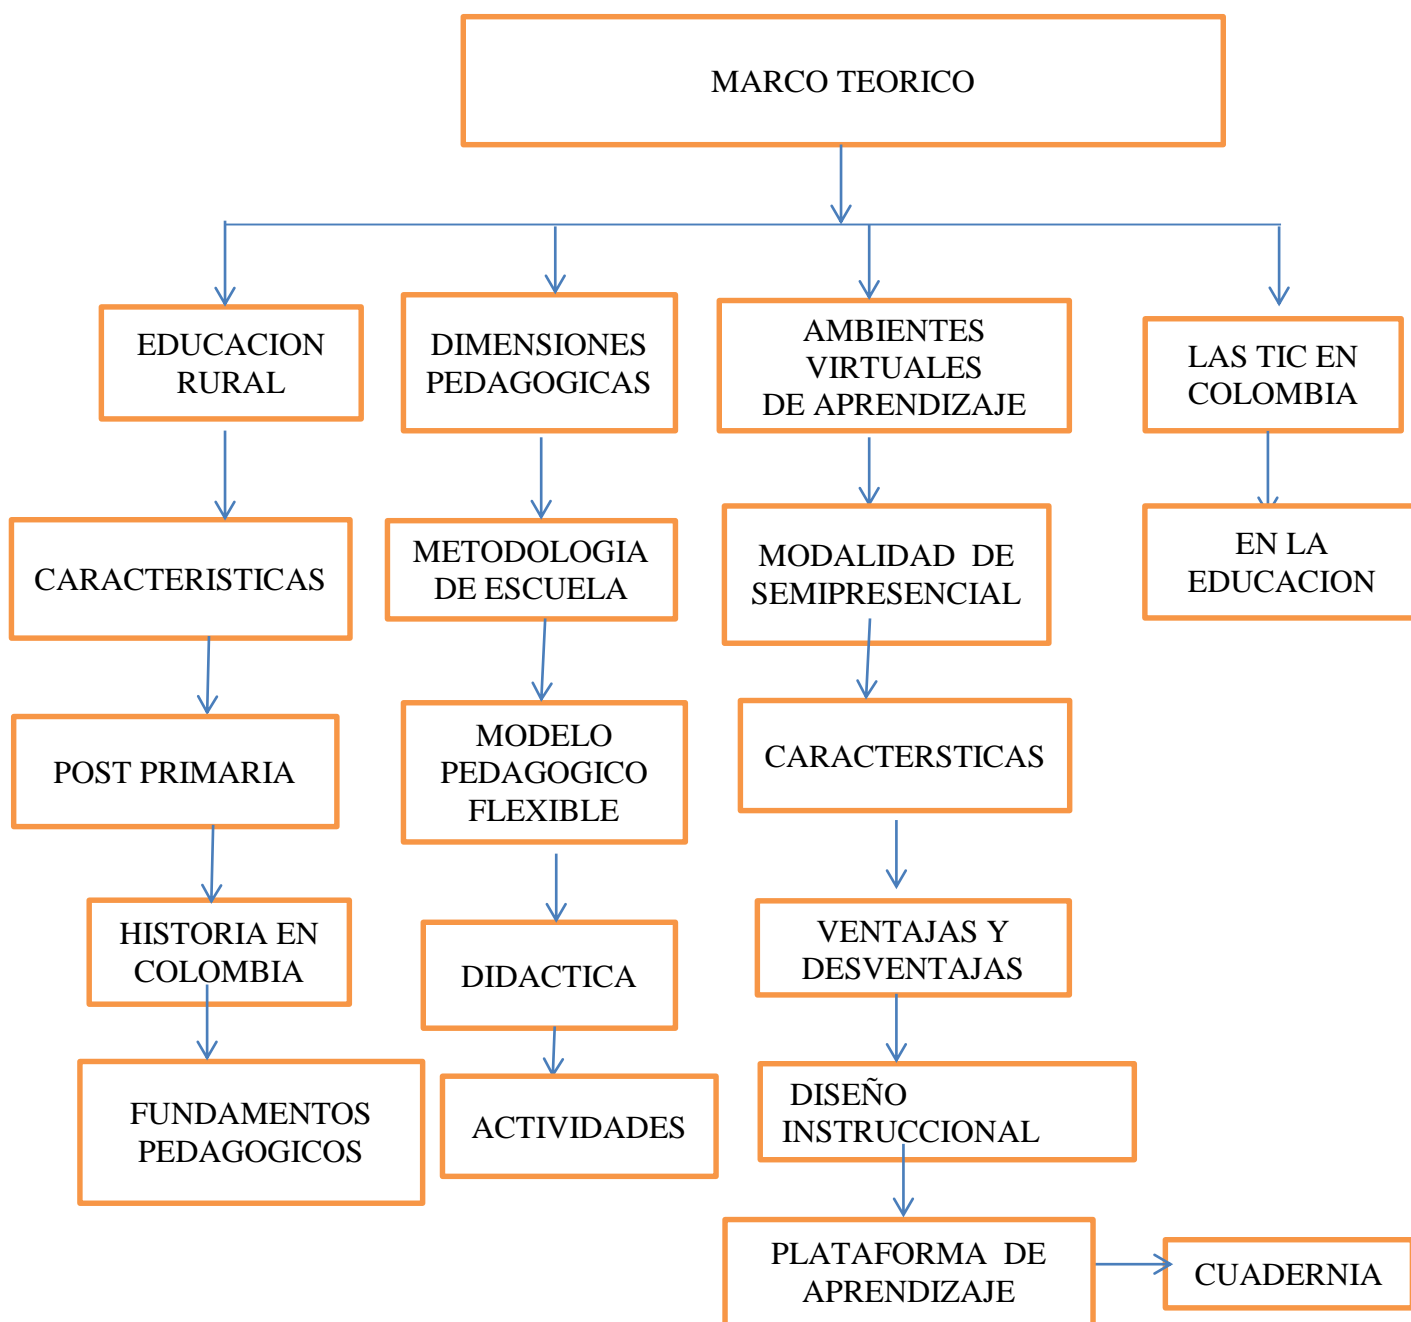 MARCO TEORICO
EDUCACION
RURAL
DIMENSIONES
PEDAGOGICAS
AMBIENTES
VIRTUALES
DE APRENDIZAJE
LAS TIC EN
COLOMBIA
CARACTERISTICAS
METODOLOGIA
DE ESCUELA
MODALIDAD DE
SEMIPRESENCIAL
EN LA
EDUCACION
POST PRIMARIA
MODELO
PEDAGOGICO
FLEXIBLE
CARACTERSTICAS
HISTORIA EN
COLOMBIA
DIDACTICA
VENTAJAS Y
DESVENTAJAS
FUNDAMENTOS
PEDAGOGICOS
ACTIVIDADES
DISEÑO
INSTRUCCIONAL
PLATAFORMA DE
APRENDIZAJE
CUADERNIA